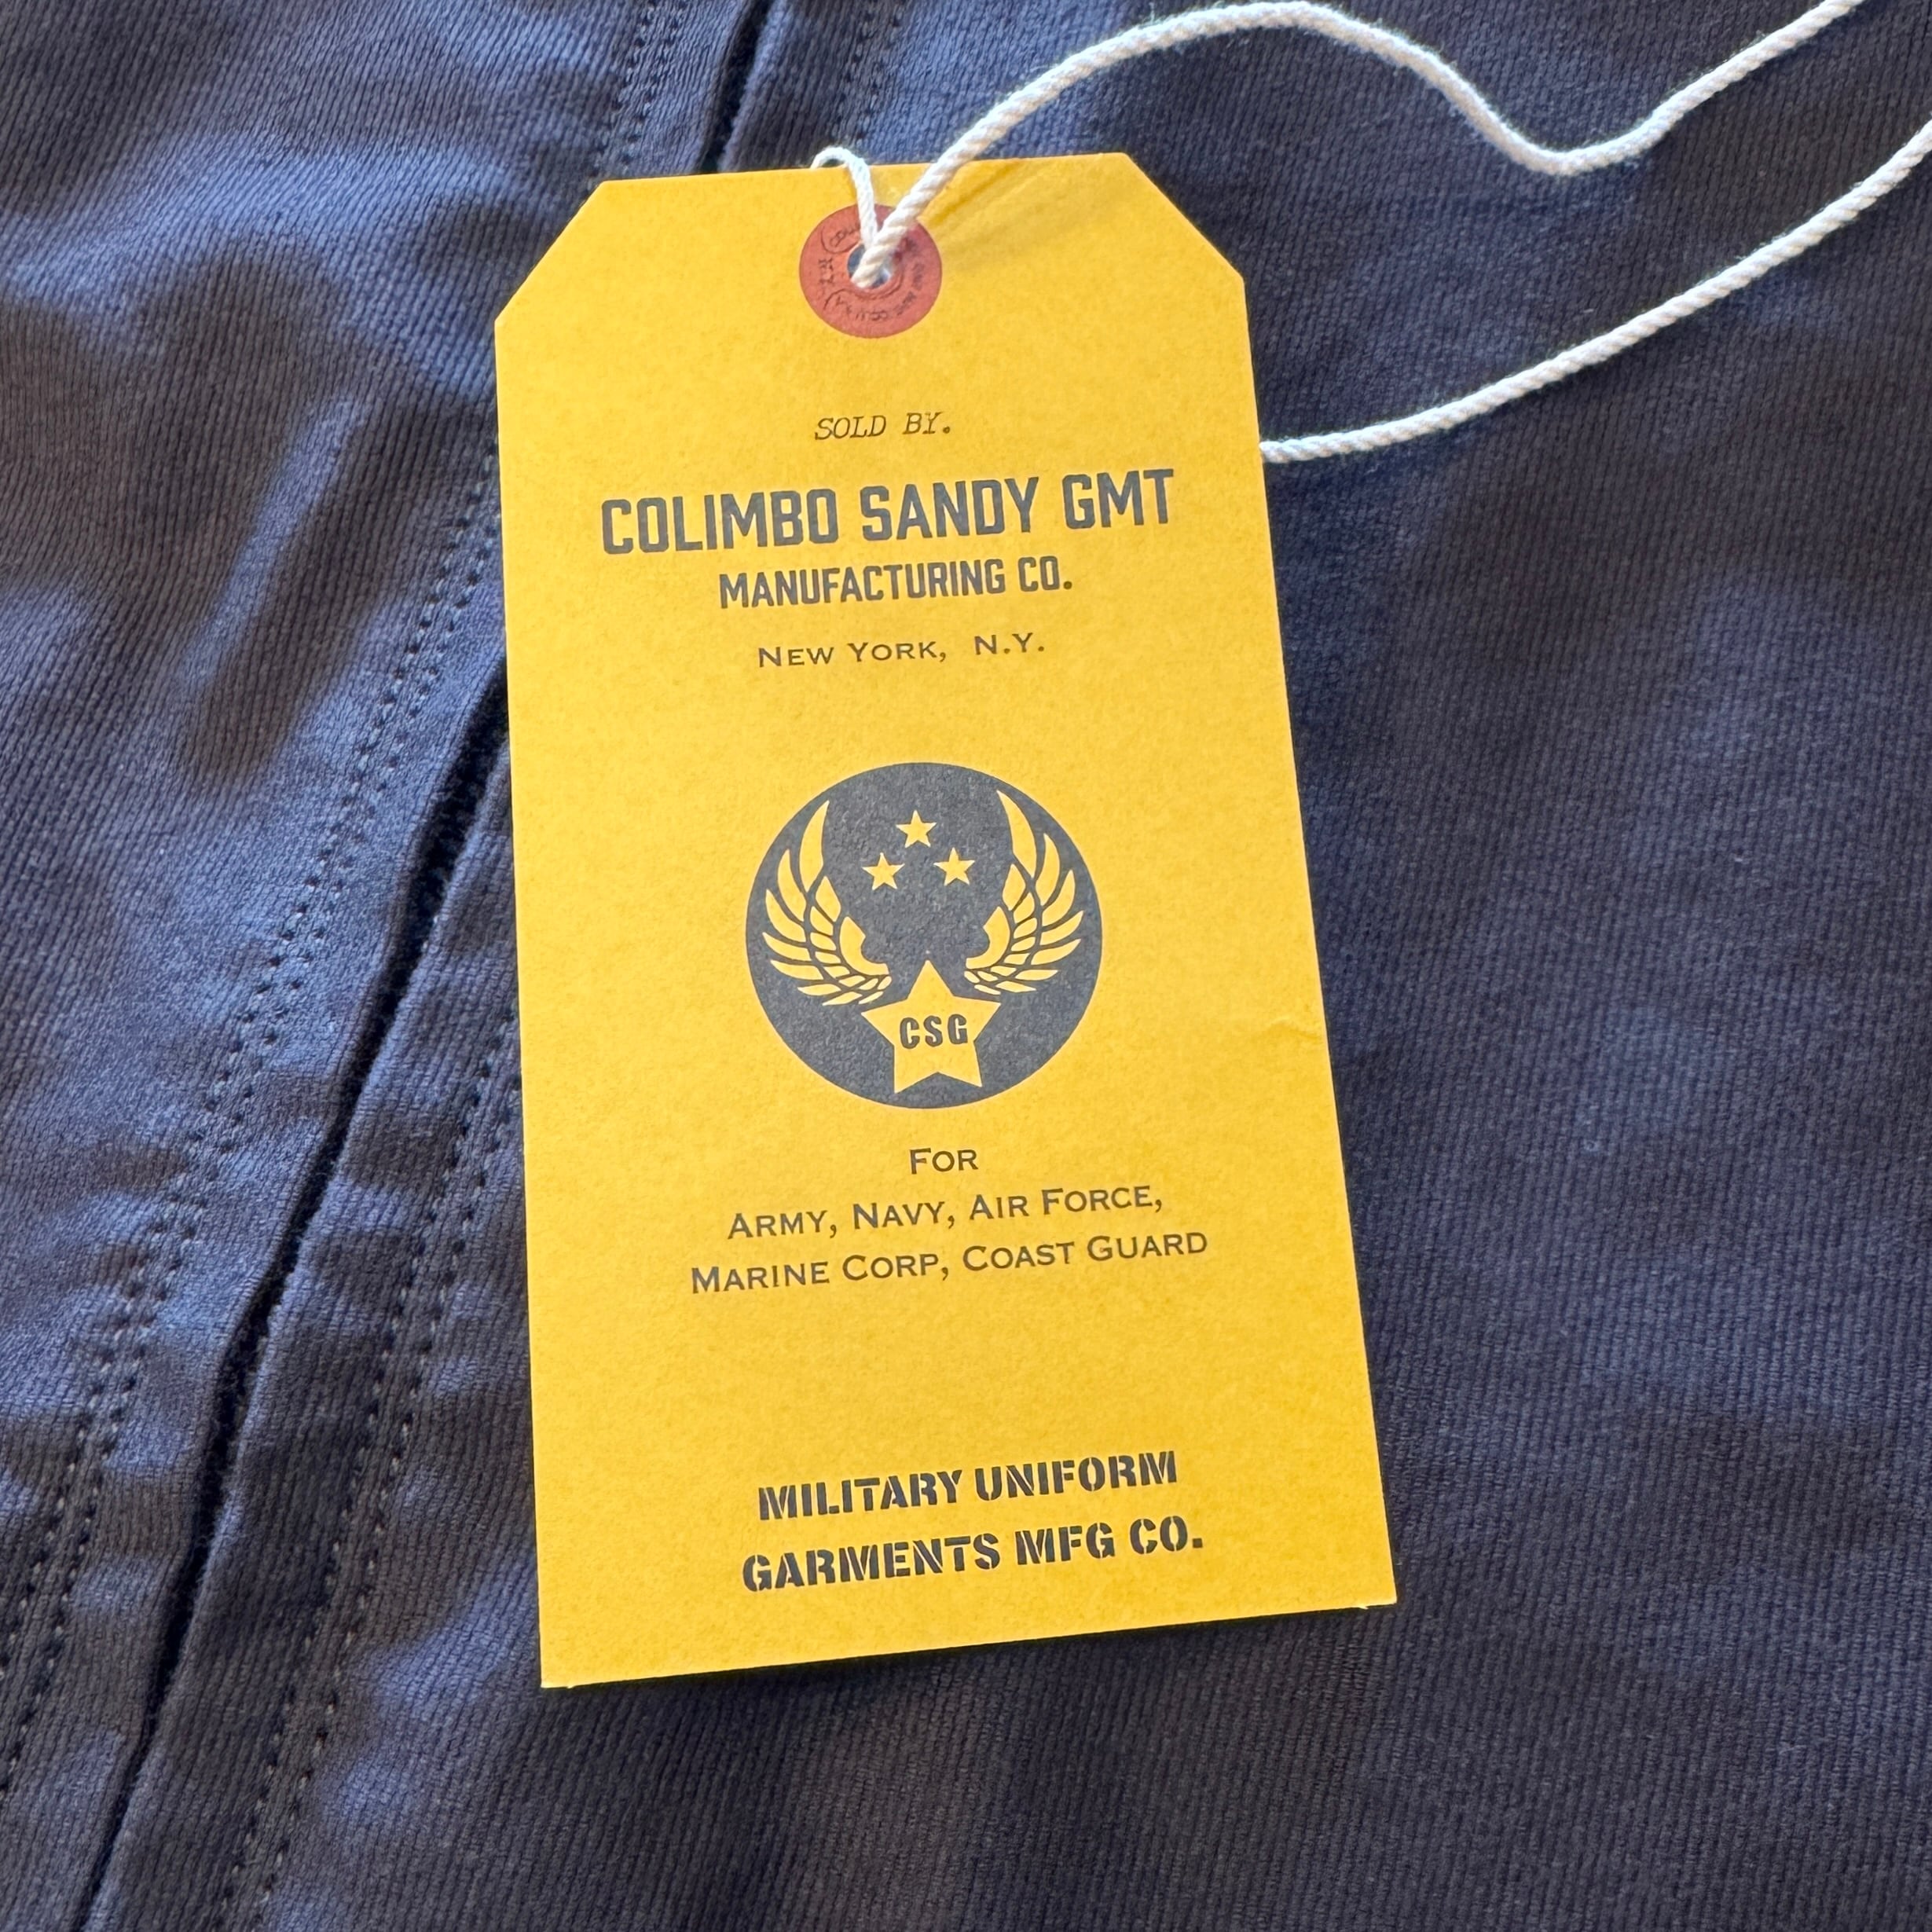 SOLD BY.
COLIMBO SANDY GMT
MANUFACTURING CO.
NEW YORK, N.Y.
CSG
FOR
ARMY, NAVY, AIR FORCE,
MARINE CORP, COAST GUARD
MILITARY UNIFORM
GARMENTS MFG CO.